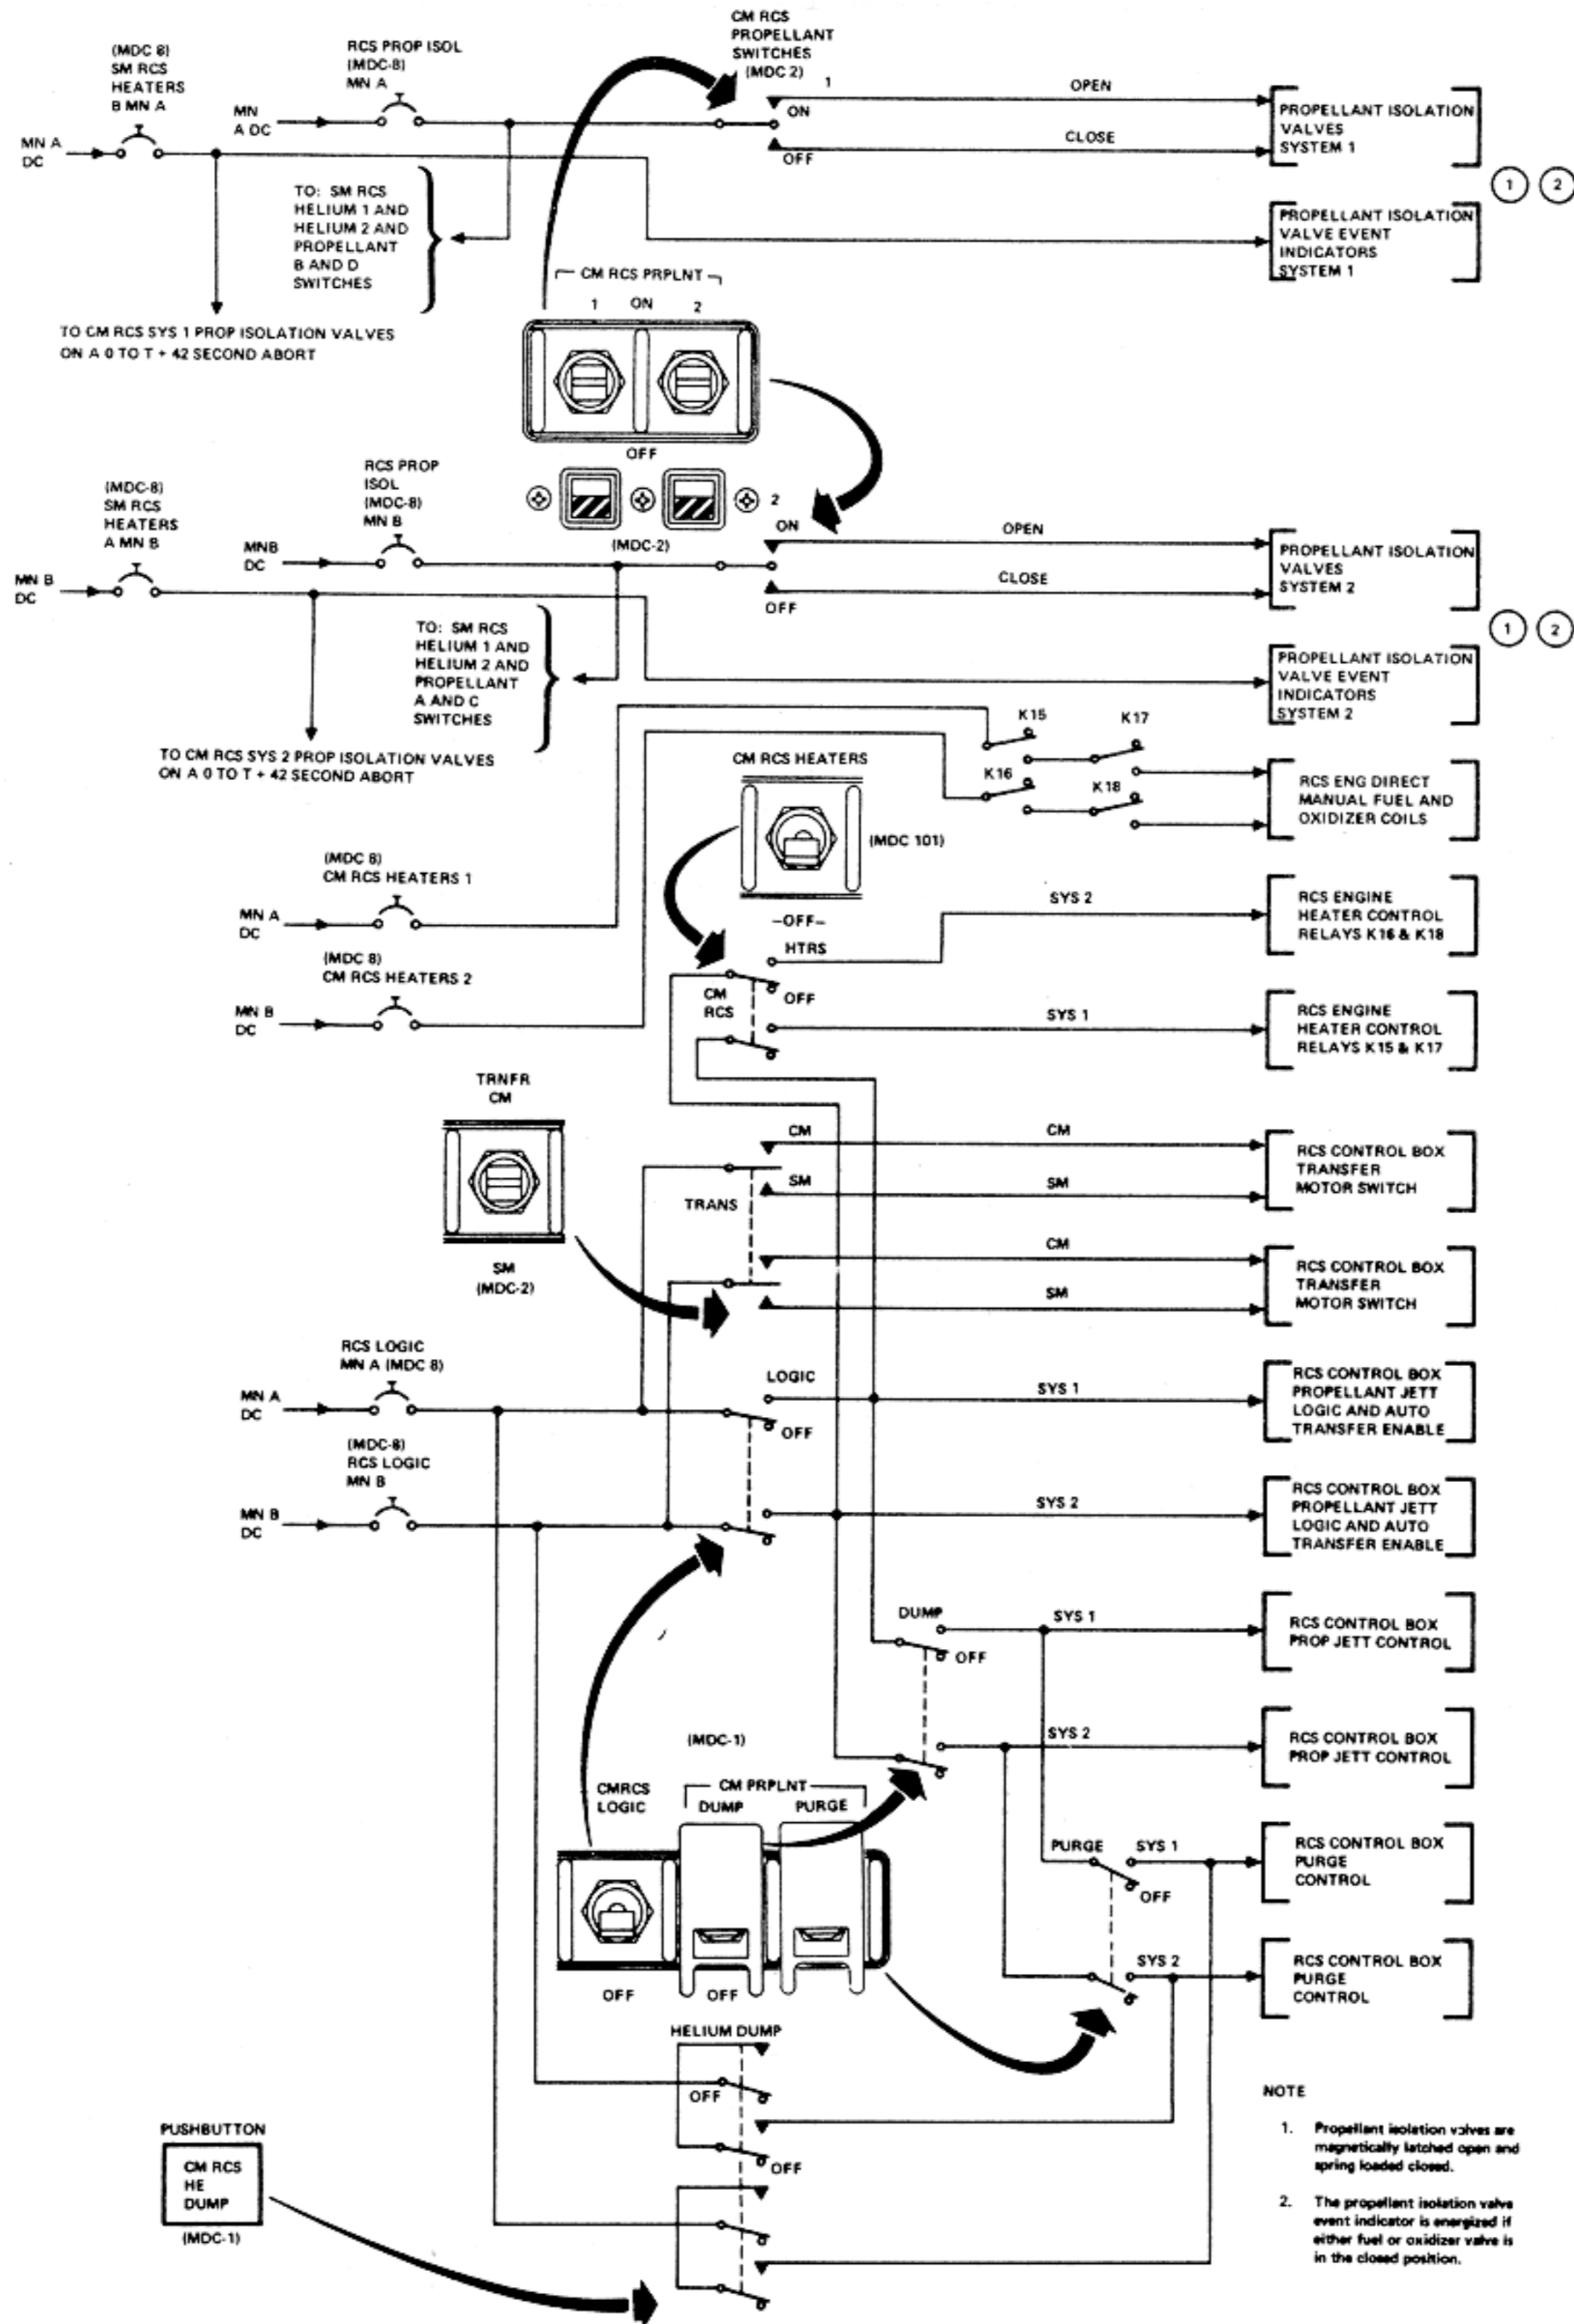 CM RCS
PROPELLANT
SWITCHES
(MDC 2)
(MDC 8)
SM RCS
HEATERS
B MN A
RCS PROP ISOL
(MDC-8)
MN A
MN
A DC
MN A
DC
1
ON
OFF
OPEN
CLOSE
PROPELLANT ISOLATION
VALVES
SYSTEM 1
1 2
PROPELLANT ISOLATION
VALVE EVENT
INDICATORS
SYSTEM 1
TO: SM RCS
HELIUM 1 AND
HELIUM 2 AND
PROPELLANT
B AND D
SWITCHES
TO CM RCS SYS 1 PROP ISOLATION VALVES
ON A 0 TO T + 42 SECOND ABORT
CM RCS PRPLNT
1 ON 2
OFF
(MDC-2)
(MDC-8)
SM RCS
HEATERS
A MN B
RCS PROP
ISOL
(MDC-8)
MN B
MNB
DC
MN B
DC
2
ON
OFF
OPEN
CLOSE
PROPELLANT ISOLATION
VALVES
SYSTEM 2
1 2
PROPELLANT ISOLATION
VALVE EVENT
INDICATORS
SYSTEM 2
TO: SM RCS
HELIUM 1 AND
HELIUM 2 AND
PROPELLANT
A AND C
SWITCHES
TO CM RCS SYS 2 PROP ISOLATION VALVES
ON A 0 TO T + 42 SECOND ABORT
K15 K17
K16 K18
RCS ENG DIRECT
MANUAL FUEL AND
OXIDIZER COILS
CM RCS HEATERS
(MDC 101)
-OFF-
(MDC 8)
CM RCS HEATERS 1
MN A
DC
(MDC 8)
CM RCS HEATERS 2
MN B
DC
HTRS
OFF
CM
RCS
SYS 2
RCS ENGINE
HEATER CONTROL
RELAYS K16 & K18
SYS 1
RCS ENGINE
HEATER CONTROL
RELAYS K15 & K17
TRNFR
CM
SM
(MDC-2)
TRANS
CM
SM
CM
SM
RCS CONTROL BOX
TRANSFER
MOTOR SWITCH
CM
SM
RCS CONTROL BOX
TRANSFER
MOTOR SWITCH
RCS LOGIC
MN A (MDC 8)
MN A
DC
(MDC-8)
RCS LOGIC
MN B
MN B
DC
LOGIC
OFF
SYS 1
RCS CONTROL BOX
PROPELLANT JETT
LOGIC AND AUTO
TRANSFER ENABLE
SYS 2
RCS CONTROL BOX
PROPELLANT JETT
LOGIC AND AUTO
TRANSFER ENABLE
DUMP
OFF
SYS 1
RCS CONTROL BOX
PROP JETT CONTROL
SYS 2
RCS CONTROL BOX
PROP JETT CONTROL
(MDC-1)
CMRCS
LOGIC
CM PRPLNT
DUMP PURGE
OFF OFF
PURGE
SYS 1
OFF
RCS CONTROL BOX
PURGE
CONTROL
SYS 2
RCS CONTROL BOX
PURGE
CONTROL
HELIUM DUMP
OFF
OFF
PUSHBUTTON
CM RCS
HE
DUMP
(MDC-1)
NOTE
1. Propellant isolation valves are
magnetically latched open and
spring loaded closed.
2. The propellant isolation valve
event indicator is energized if
either fuel or oxidizer valve is
in the closed position.